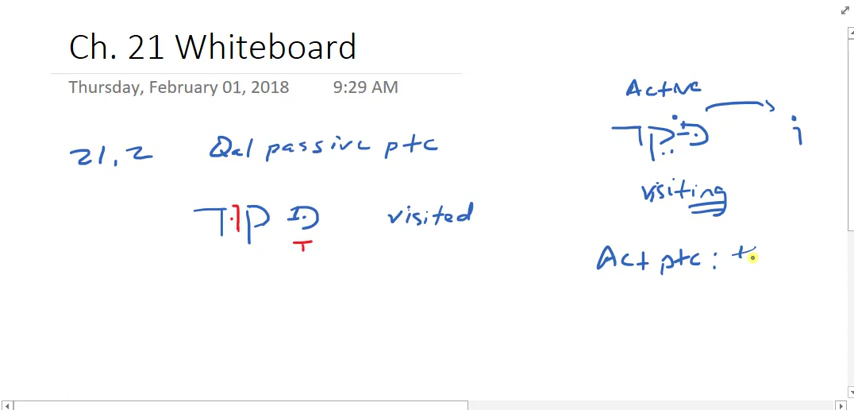 Ch. 21 Whiteboard
Thursday, February 01, 2018 9:29 AM
21.2 Qal passive ptc
פָּקוּד visited
Active
פֹּקֵד וֹ
visiting
Act ptc: t